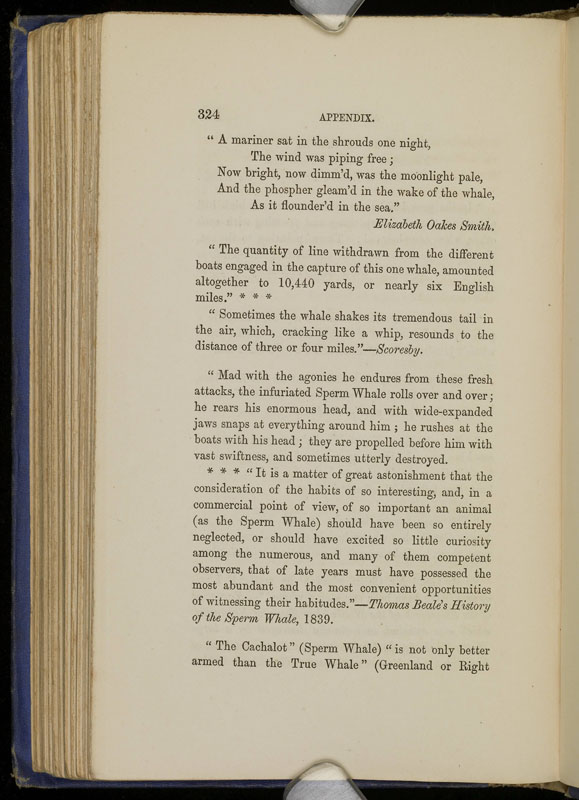 324
APPENDIX.
“ A mariner sat in the shrouds one night,
The wind was piping free ;
Now bright, now dimm’d, was the moonlight pale,
And the phospher gleam’d in the wake of the whale,
As it flounder’d in the sea.”
Elizabeth Oakes Smith.
“ The quantity of line withdrawn from the different
boats engaged in the capture of this one whale, amounted
altogether to 10,440 yards, or nearly six English
miles.” * * *
“ Sometimes the whale shakes its tremendous tail in
the air, which, cracking like a whip, resounds to the
distance of three or four miles.”—Scoresby.
“ Mad with the agonies he endures from these fresh
attacks, the infuriated Sperm Whale rolls over and over ;
he rears his enormous head, and with wide-expanded
jaws snaps at everything around him ; he rushes at the
boats with his head ; they are propelled before him with
vast swiftness, and sometimes utterly destroyed.
* * * “ It is a matter of great astonishment that the
consideration of the habits of so interesting, and, in a
commercial point of view, of so important an animal
(as the Sperm Whale) should have been so entirely
neglected, or should have excited so little curiosity
among the numerous, and many of them competent
observers, that of late years must have possessed the
most abundant and the most convenient opportunities
of witnessing their habitudes.”—Thomas Beale’s History
of the Sperm Whale, 1839.
“ The Cachalot ” (Sperm Whale) “ is not only better
armed than the True Whale ” (Greenland or Right